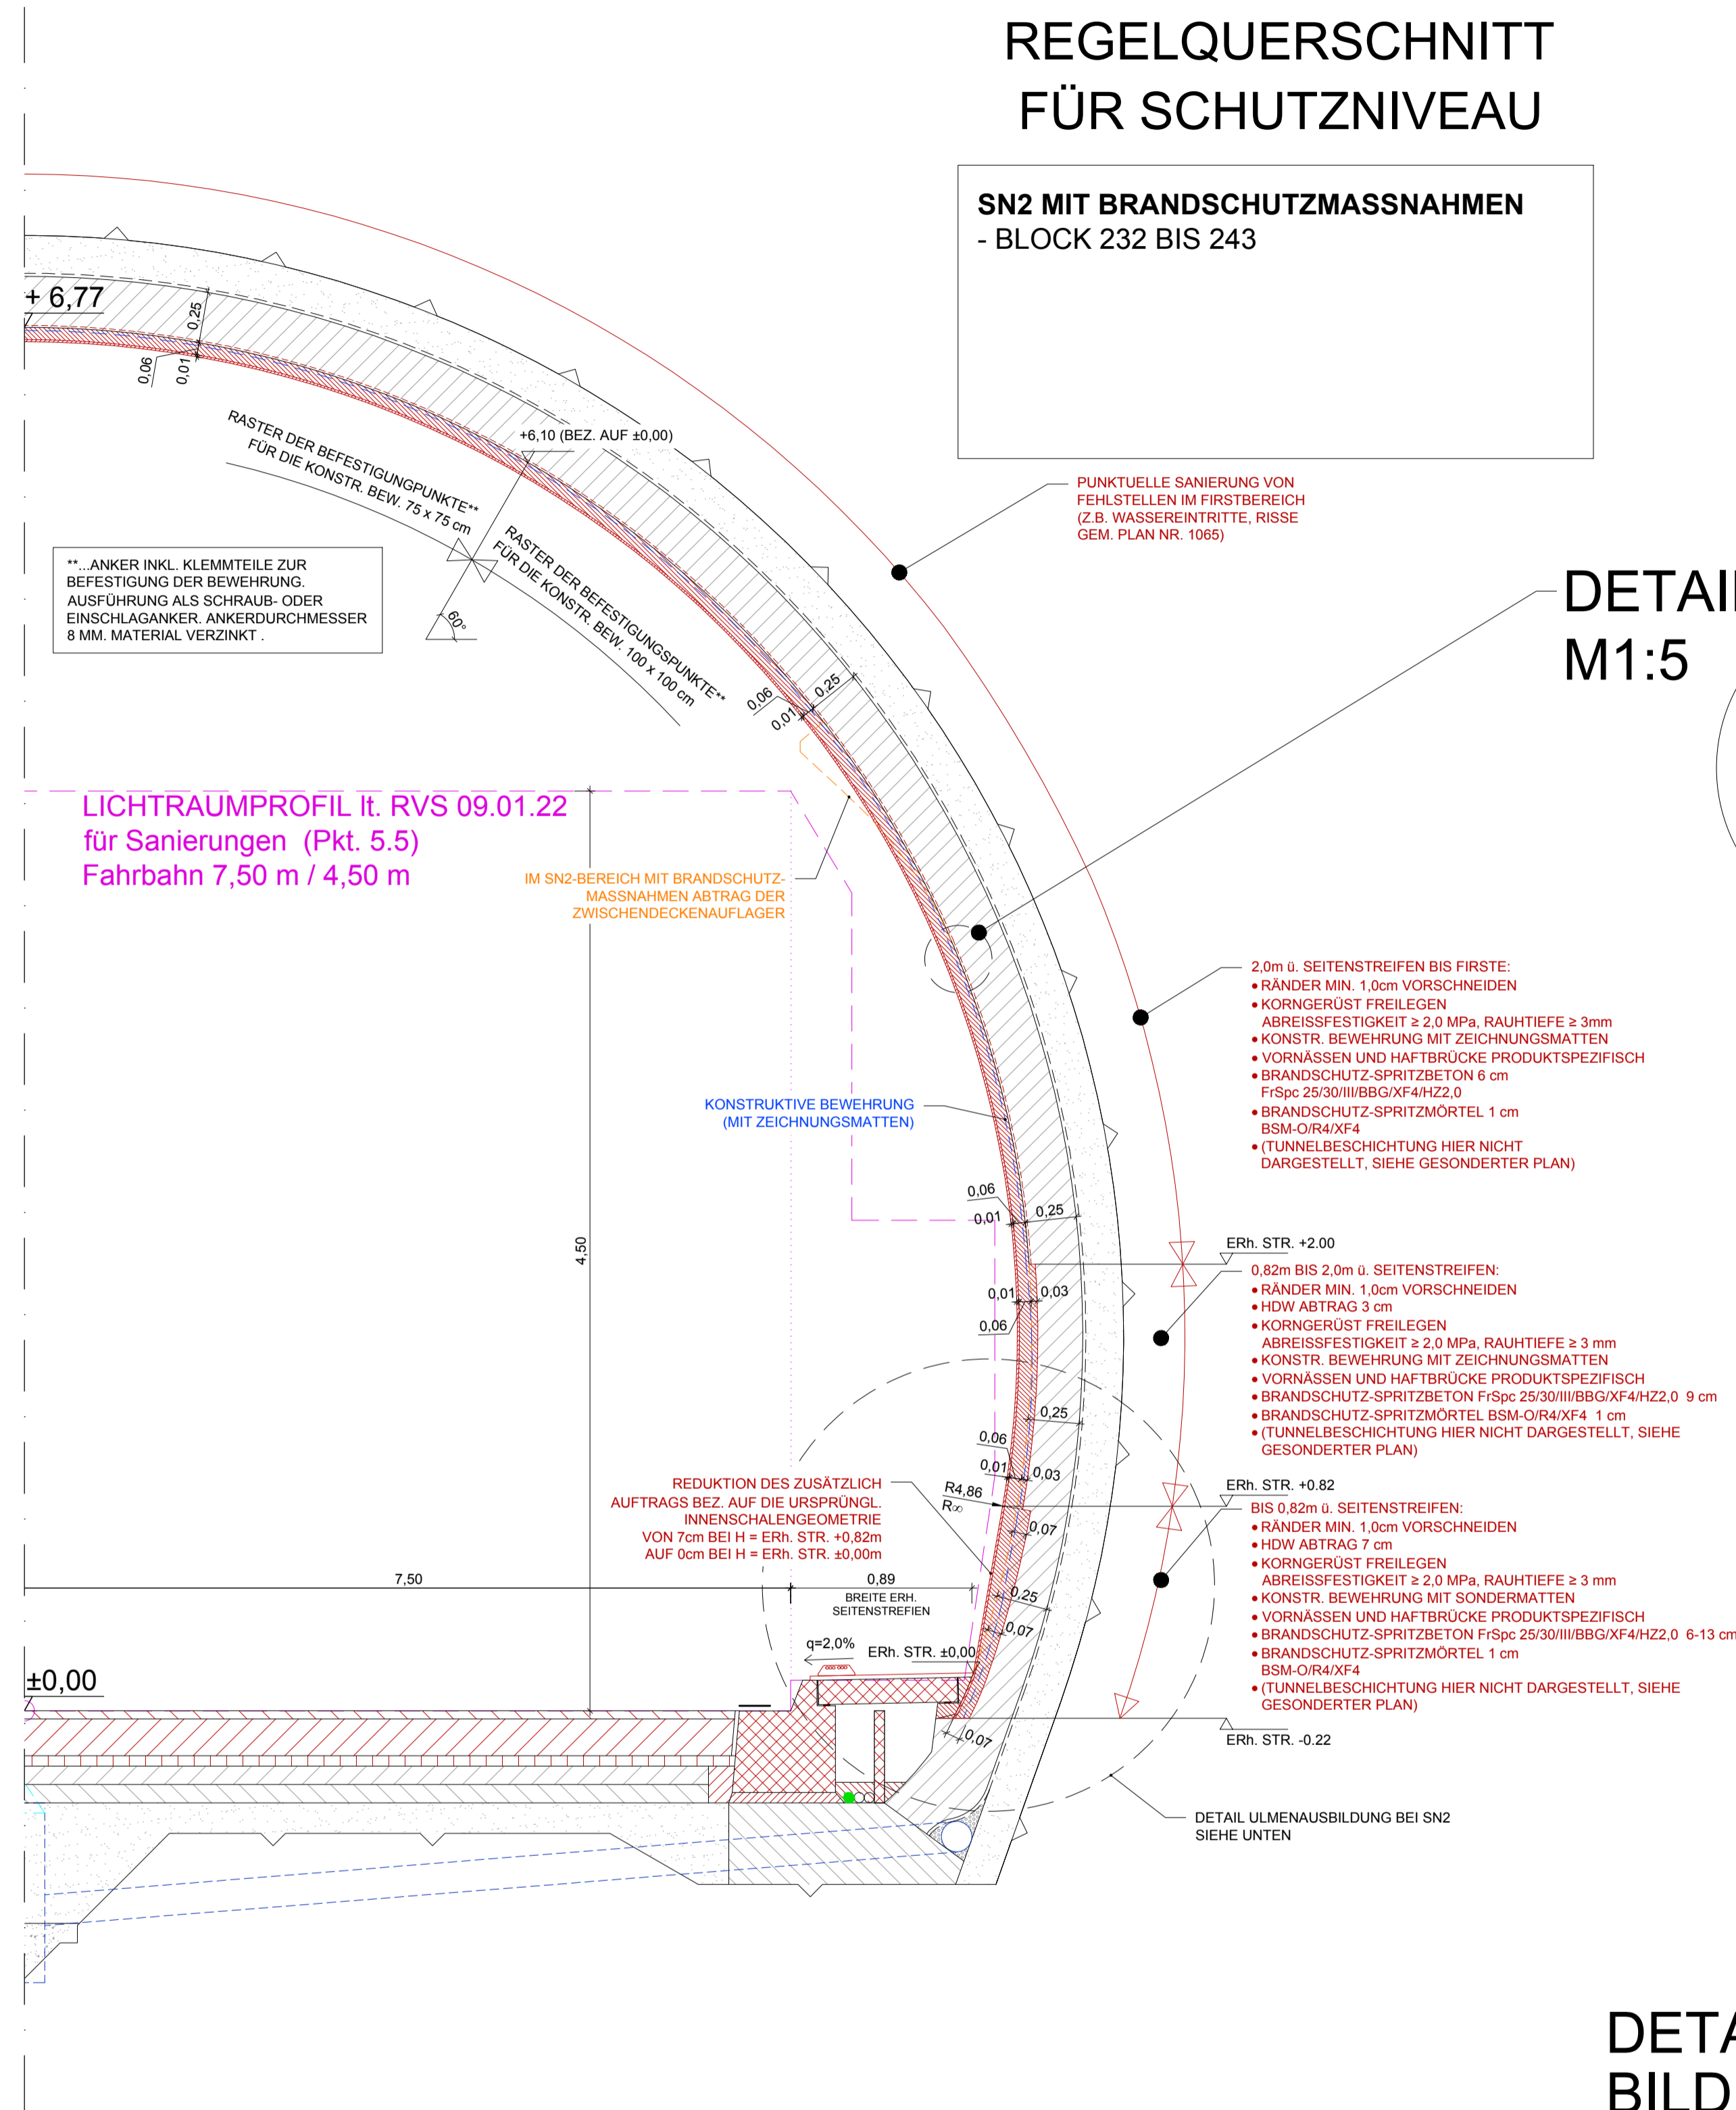 REGELQUERSCHNITT
FÜR SCHUTZNIVEAU
SN2 MIT BRANDSCHUTZMASSNAHMEN
- BLOCK 232 BIS 243
+ 6,77
0,25
0,06
0,01
RASTER DER BEFESTIGUNGPUNKTE**
FÜR DIE KONSTR. BEW. 75 x 75 cm
+6,10 (BEZ. AUF ±0,00)
RASTER DER BEFESTIGUNGSPUNKTE**
FÜR DIE KONSTR. BEW. 100 x 100 cm
60°
**...ANKER INKL. KLEMMTEILE ZUR
BEFESTIGUNG DER BEWEHRUNG.
AUSFÜHRUNG ALS SCHRAUB- ODER
EINSCHLAGANKER. ANKERDURCHMESSER
8 MM. MATERIAL VERZINKT .
PUNKTUELLE SANIERUNG VON
FEHLSTELLEN IM FIRSTBEREICH
(Z.B. WASSEREINTRITTE, RISSE
GEM. PLAN NR. 1065)
DETAIL
M1:5
0,06
0,01
0,25
LICHTRAUMPROFIL lt. RVS 09.01.22
für Sanierungen (Pkt. 5.5)
Fahrbahn 7,50 m / 4,50 m
IM SN2-BEREICH MIT BRANDSCHUTZ-
MASSNAHMEN ABTRAG DER
ZWISCHENDECKENAUFLAGER
2,0m ü. SEITENSTREIFEN BIS FIRSTE:
• RÄNDER MIN. 1,0cm VORSCHNEIDEN
• KORNGERÜST FREILEGEN
ABREISSFESTIGKEIT ≥ 2,0 MPa, RAUHTIEFE ≥ 3mm
• KONSTR. BEWEHRUNG MIT ZEICHNUNGSMATTEN
• VORNÄSSEN UND HAFTBRÜCKE PRODUKTSPEZIFISCH
• BRANDSCHUTZ-SPRITZBETON 6 cm
FrSpc 25/30/III/BBG/XF4/HZ2,0
• BRANDSCHUTZ-SPRITZMÖRTEL 1 cm
BSM-O/R4/XF4
• (TUNNELBESCHICHTUNG HIER NICHT
DARGESTELLT, SIEHE GESONDERTER PLAN)
KONSTRUKTIVE BEWEHRUNG
(MIT ZEICHNUNGSMATTEN)
0,06
0,01
0,25
4,50
ERh. STR. +2.00
0,82m BIS 2,0m ü. SEITENSTREIFEN:
• RÄNDER MIN. 1,0cm VORSCHNEIDEN
• HDW ABTRAG 3 cm
• KORNGERÜST FREILEGEN
ABREISSFESTIGKEIT ≥ 2,0 MPa, RAUHTIEFE ≥ 3 mm
• KONSTR. BEWEHRUNG MIT ZEICHNUNGSMATTEN
• VORNÄSSEN UND HAFTBRÜCKE PRODUKTSPEZIFISCH
• BRANDSCHUTZ-SPRITZBETON FrSpc 25/30/III/BBG/XF4/HZ2,0 9 cm
• BRANDSCHUTZ-SPRITZMÖRTEL BSM-O/R4/XF4 1 cm
• (TUNNELBESCHICHTUNG HIER NICHT DARGESTELLT, SIEHE
GESONDERTER PLAN)
0,01
0,03
0,06
0,25
0,06
0,01
0,03
R4,86
R∞
REDUKTION DES ZUSÄTZLICH
AUFTRAGS BEZ. AUF DIE URSPRÜNGL.
INNENSCHALENGEOMETRIE
VON 7cm BEI H = ERh. STR. +0,82m
AUF 0cm BEI H = ERh. STR. ±0,00m
ERh. STR. +0.82
BIS 0,82m ü. SEITENSTREIFEN:
• RÄNDER MIN. 1,0cm VORSCHNEIDEN
• HDW ABTRAG 7 cm
• KORNGERÜST FREILEGEN
ABREISSFESTIGKEIT ≥ 2,0 MPa, RAUHTIEFE ≥ 3 mm
• KONSTR. BEWEHRUNG MIT SONDERMATTEN
• VORNÄSSEN UND HAFTBRÜCKE PRODUKTSPEZIFISCH
• BRANDSCHUTZ-SPRITZBETON FrSpc 25/30/III/BBG/XF4/HZ2,0 6-13 cm
• BRANDSCHUTZ-SPRITZMÖRTEL 1 cm
BSM-O/R4/XF4
• (TUNNELBESCHICHTUNG HIER NICHT DARGESTELLT, SIEHE
GESONDERTER PLAN)
0,07
7,50
0,89
BREITE ERH.
SEITENSTREFIEN
0,25
0,07
q=2,0%
ERh. STR. ±0,00
±0,00
0,07
ERh. STR. -0.22
DETAIL ULMENAUSBILDUNG BEI SN2
SIEHE UNTEN
DETA
BILD